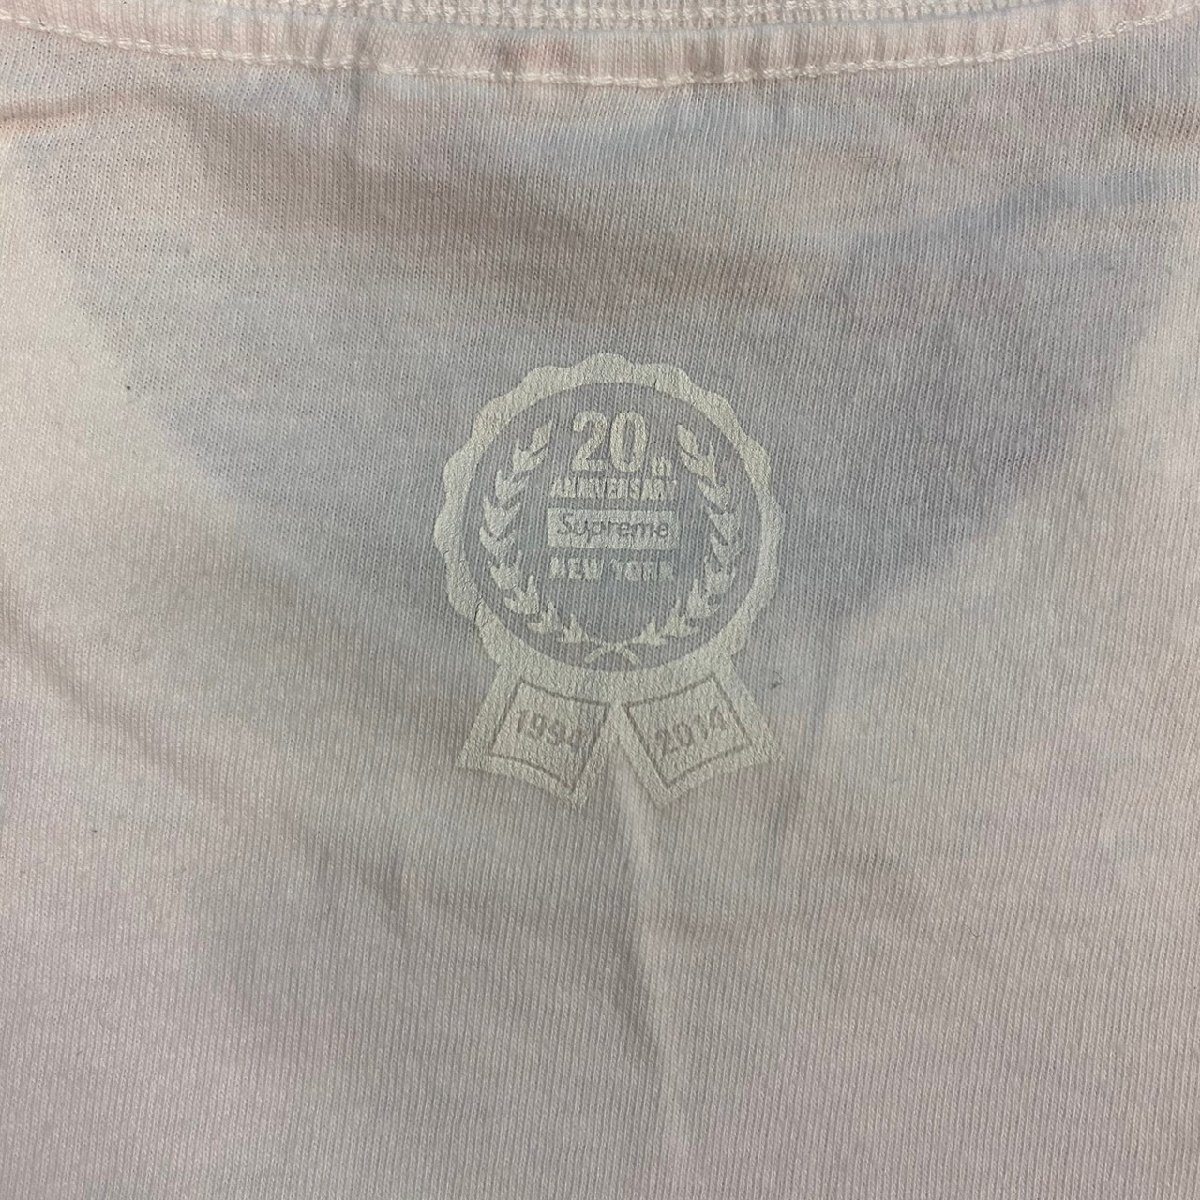 20th
ANNIVERSARY
Supreme
NEW YORK
1994 2014